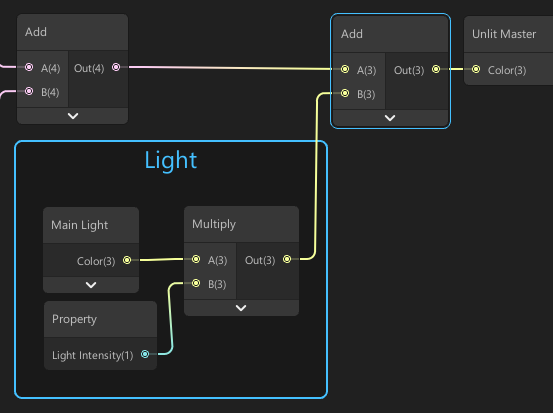 Add
A(4) Out(4)
B(4)
Add
A(3) Out(3)
B(3)
Unlit Master
Color(3)
Light
Main Light
Color(3)
Multiply
A(3) Out(3)
B(3)
Property
Light Intensity(1)